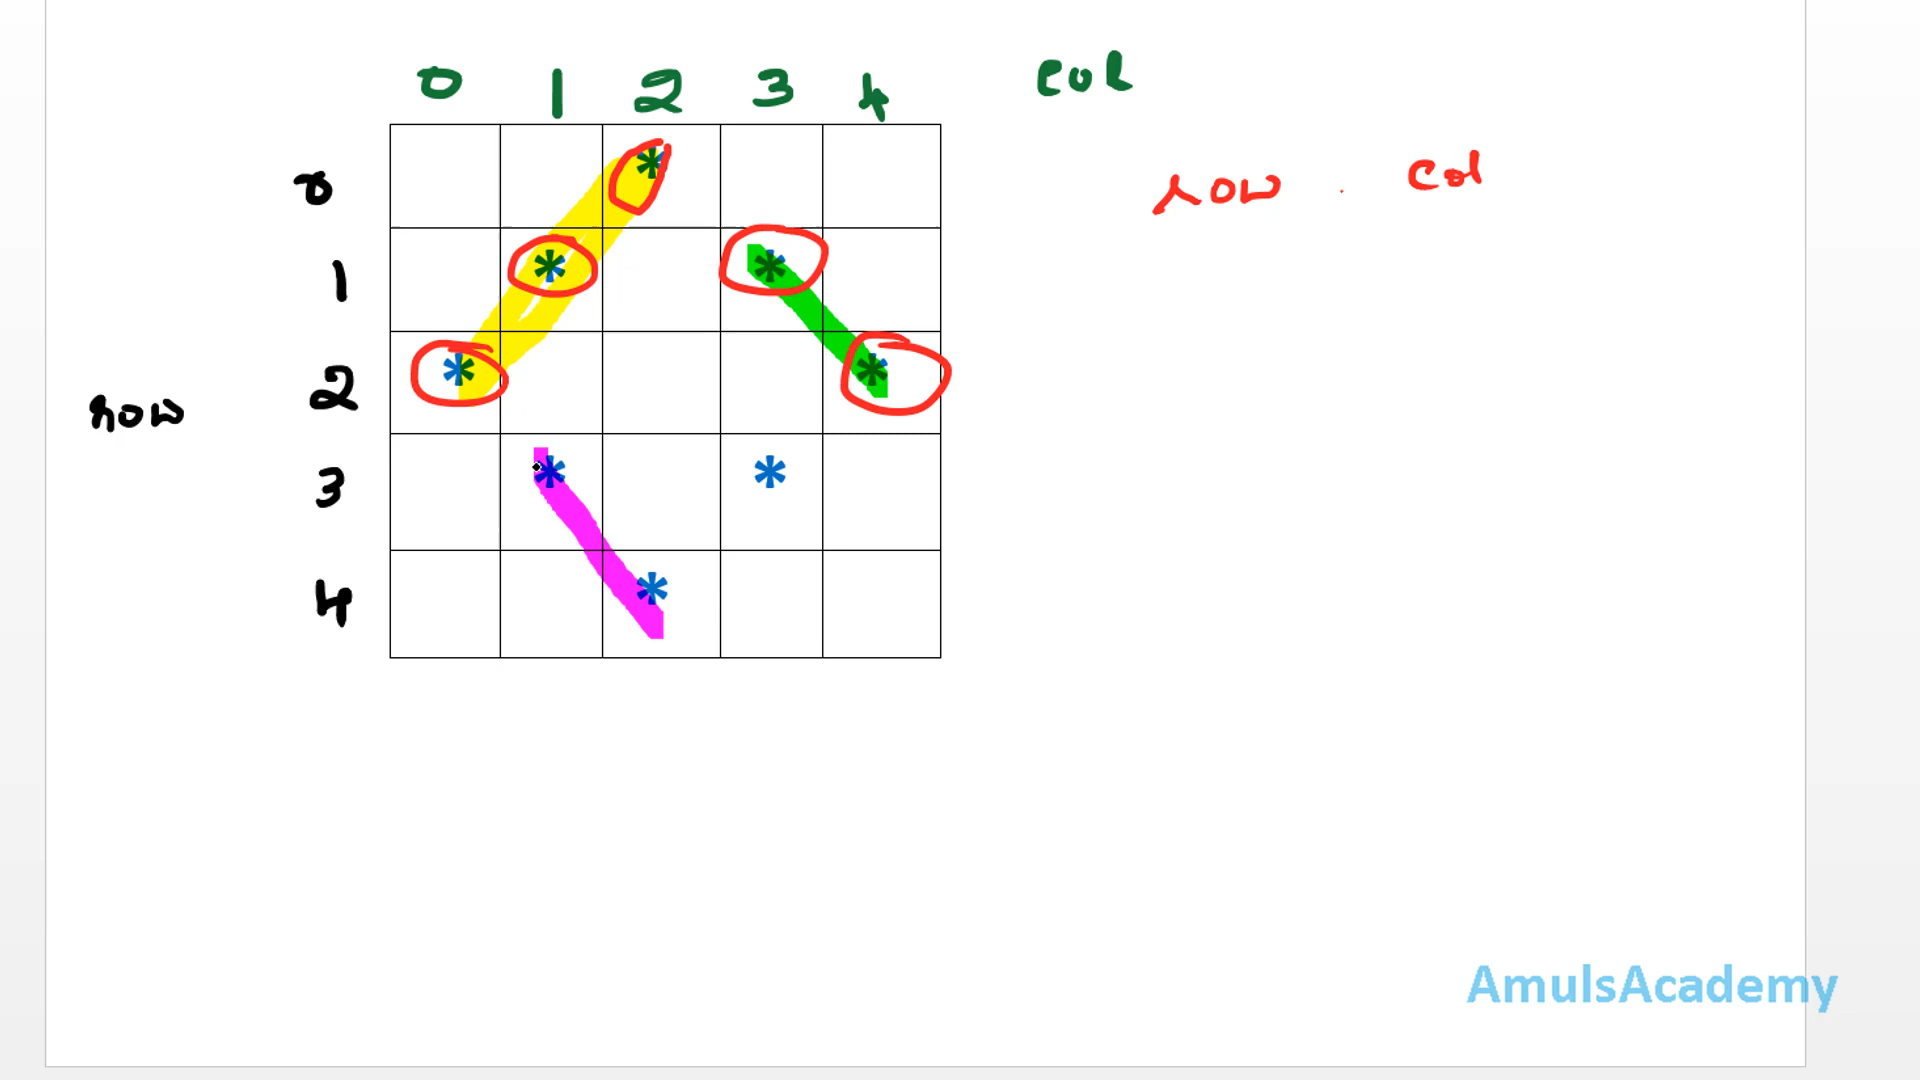 0 1 2 3 4 col
0 *
row col
1 * *
2 * *
row
3 * *
4 *
AmulsAcademy